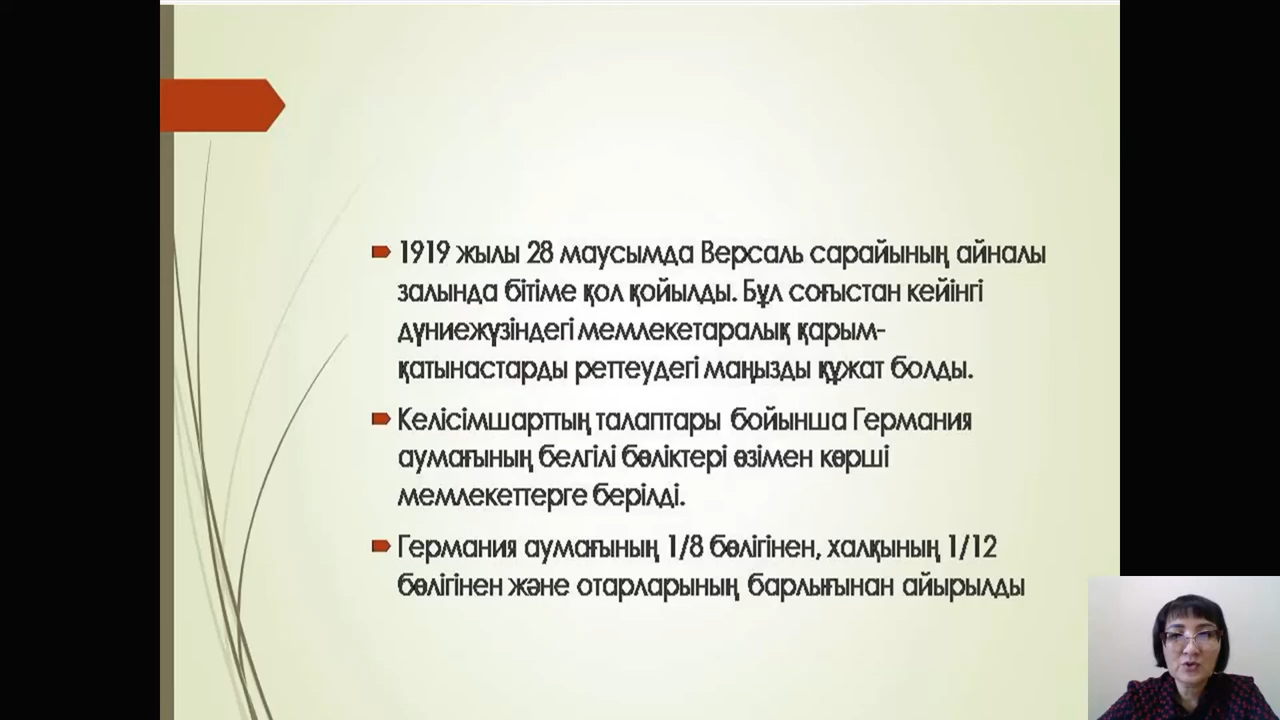 1919 жылы 28 маусымда Версаль сарайының айналы
залында бітіме қол қойылды. Бұл соғыстан кейінгі
дүниежүзіндегі мемлекетаралық қарым-
қатынастарды реттеудегі маңызды құжат болды.
Келісімшарттың талаптары бойынша Германия
аумағының белгілі бөліктері өзімен көрші
мемлекеттерге берілді.
Германия аумағының 1/8 бөлігінен, халқының 1/12
бөлігінен және отарларының барлығынан айырылды